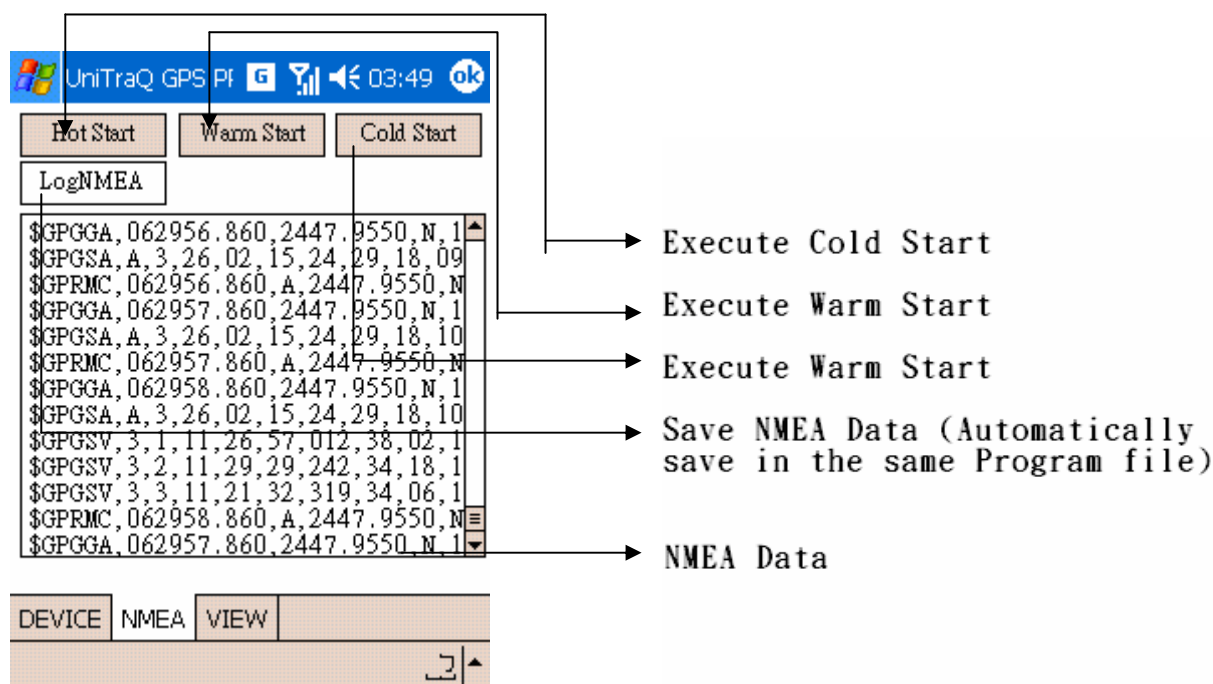 UniTraQ GPS Pr G 03:49 ok
Hot Start Warm Start Cold Start
LogNMEA
$GPGGA,062956.860,2447.9550,N,1
$GPGSA,A,3,26,02,15,24,29,18,09
$GPRMC,062956.860,A,2447.9550,N
$GPGGA,062957.860,2447.9550,N,1
$GPGSA,A,3,26,02,15,24,29,18,10
$GPRMC,062957.860,A,2447.9550,N
$GPGGA,062958.860,2447.9550,N,1
$GPGSA,A,3,26,02,15,24,29,18,10
$GPGSV,3,1,11,26,57,012,38,02,1
$GPGSV,3,2,11,29,29,242,34,18,1
$GPGSV,3,3,11,21,32,319,34,06,1
$GPRMC,062958.860,A,2447.9550,N
$GPGGA,062957.860,2447.9550,N,1
DEVICE NMEA VIEW
Execute Cold Start
Execute Warm Start
Execute Warm Start
Save NMEA Data (Automatically
save in the same Program file)
NMEA Data